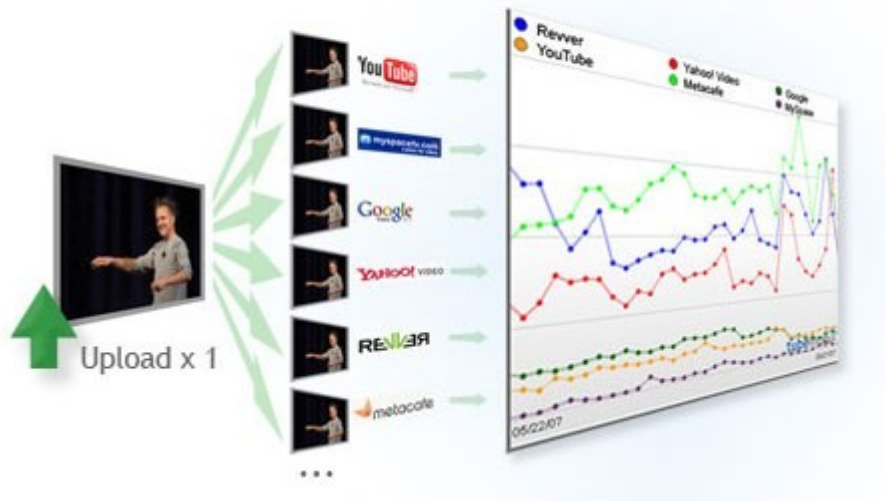 Upload x 1
YouTube
myspacetv.com
Google
YAHOO! VIDEO
REVVER
metacafe
...
Revver
YouTube
Yahoo! Video
Metacafe
Google
MySpace
05/22/07